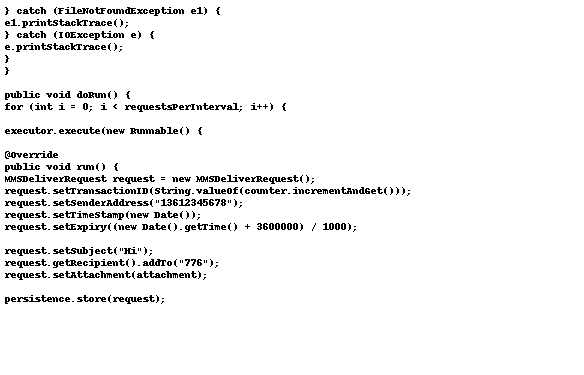 } catch (FileNotFoundException e1) {
e1.printStackTrace();
} catch (IOException e) {
e.printStackTrace();
}
}
public void doRun() {
for (int i = 0; i < requestsPerInterval; i++) {
executor.execute(new Runnable() {
@Override
public void run() {
MMSDeliverRequest request = new MMSDeliverRequest();
request.setTransactionID(String.valueOf(counter.incrementAndGet()));
request.setSenderAddress("13612345678");
request.setTimeStamp(new Date());
request.setExpiry((new Date().getTime() + 3600000) / 1000);
request.setSubject("Hi");
request.getRecipient().addTo("776");
request.setAttachment(attachment);
persistence.store(request);